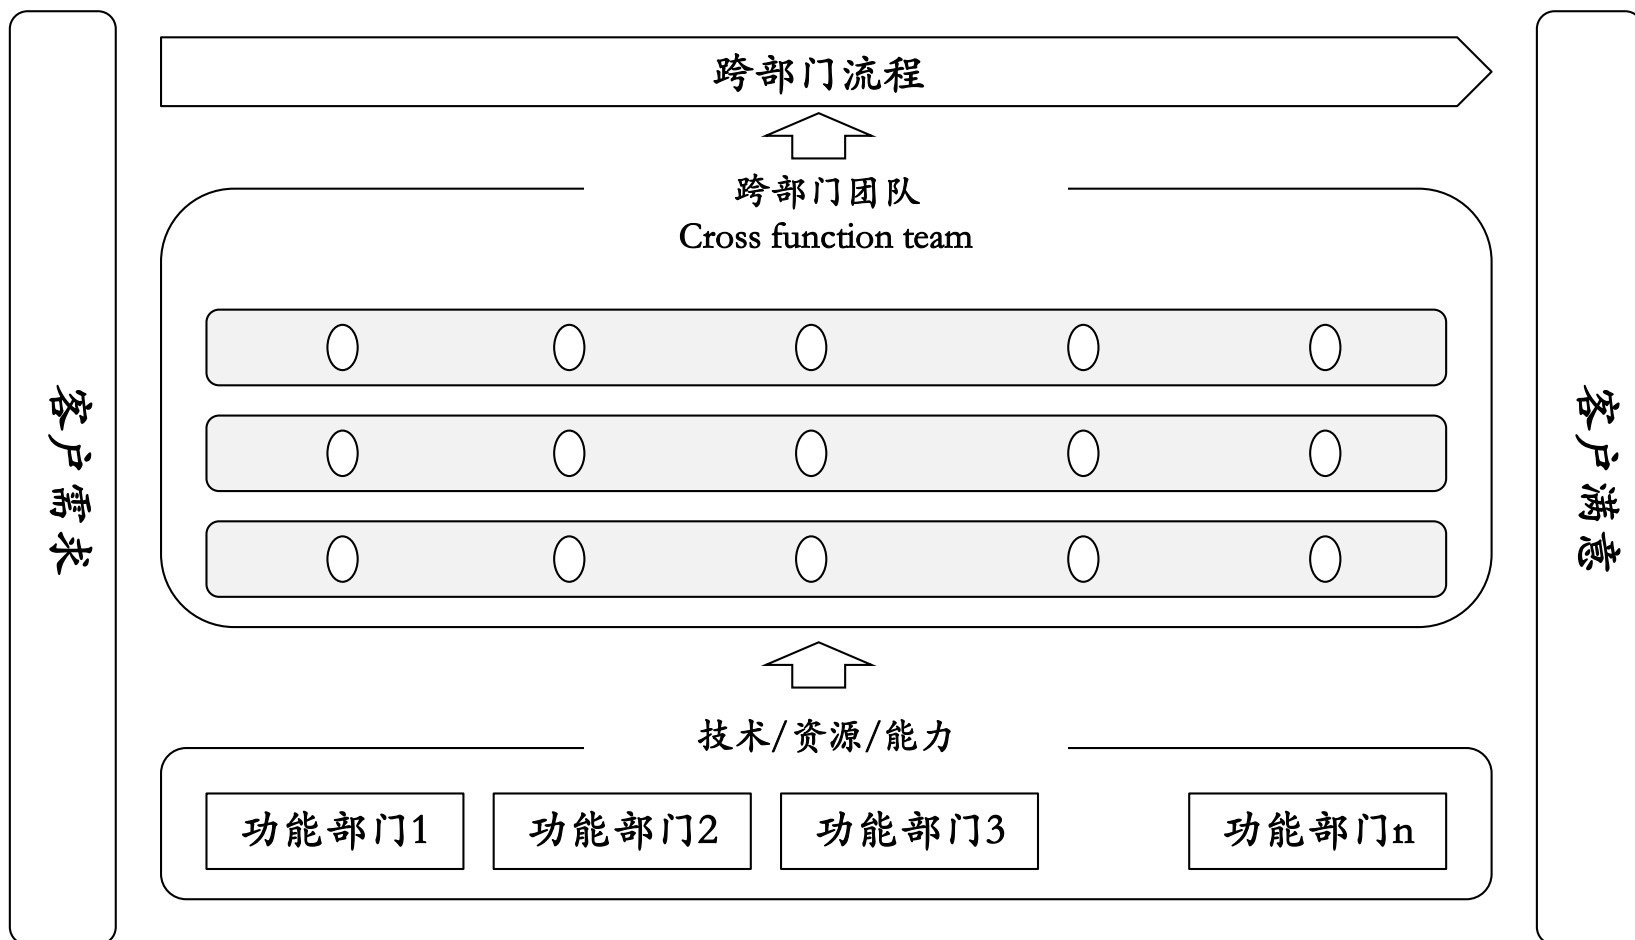 客户需求
跨部门流程
跨部门团队
Cross function team
技术/资源/能力
功能部门1
功能部门2
功能部门3
功能部门n
客户满意